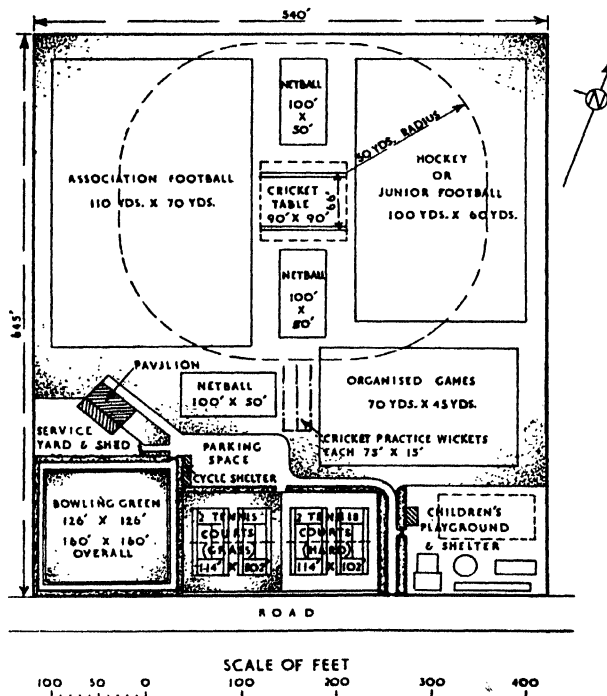 540'
645'
N
NETBALL
100'
X
50'
50 YDS. RADIUS
ASSOCIATION FOOTBALL
110 YDS. X 70 YDS.
CRICKET
TABLE
90' X 90'
66'
HOCKEY
OR
JUNIOR FOOTBALL
100 YDS. X 60 YDS.
NETBALL
100'
X
50'
PAVILION
NETBALL
100' X 50'
ORGANISED GAMES
70 YDS. X 45 YDS.
SERVICE
YARD & SHED
PARKING
SPACE
CYCLE SHELTER
CRICKET PRACTICE WICKETS
EACH 75' X 15'
BOWLING GREEN
126' X 126'
160' X 160'
OVERALL
2 TENNIS
COURTS
(GRASS)
114' X 102'
2 TENNIS
COURTS
(HARD)
114' X 102'
CHILDREN'S
PLAYGROUND
& SHELTER
ROAD
SCALE OF FEET
100 50 0 100 200 300 400